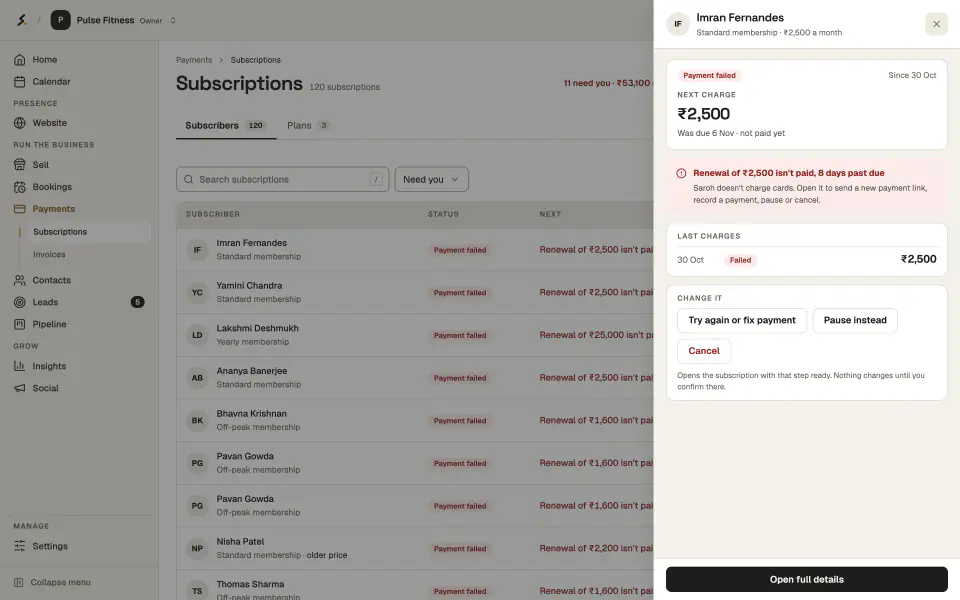 P Pulse Fitness Owner
Home
Calendar
PRESENCE
Website
RUN THE BUSINESS
Sell
Bookings
Payments
Subscriptions
Invoices
Contacts
Leads 5
Pipeline
GROW
Insights
Social
MANAGE
Settings
Collapse menu
Payments > Subscriptions
Subscriptions 120 subscriptions
11 need you · ₹53,100
Subscribers 120 Plans 3
Search subscriptions / Need you
SUBSCRIBER STATUS NEXT
IF Imran Fernandes
Standard membership
Payment failed Renewal of ₹2,500 isn't pai
YC Yamini Chandra
Standard membership
Payment failed Renewal of ₹2,500 isn't pai
LD Lakshmi Deshmukh
Yearly membership
Payment failed Renewal of ₹25,000 isn't p
AB Ananya Banerjee
Standard membership
Payment failed Renewal of ₹2,500 isn't pai
BK Bhavna Krishnan
Off-peak membership
Payment failed Renewal of ₹1,600 isn't pai
PG Pavan Gowda
Off-peak membership
Payment failed Renewal of ₹1,600 isn't pai
PG Pavan Gowda
Off-peak membership
Payment failed Renewal of ₹1,600 isn't pai
NP Nisha Patel
Standard membership · older price
Payment failed Renewal of ₹2,200 isn't pai
TS Thomas Sharma
Off-peak membership
Payment failed Renewal of ₹1,600 isn't pai
IF Imran Fernandes
Standard membership · ₹2,500 a month
Payment failed Since 30 Oct
NEXT CHARGE
₹2,500
Was due 6 Nov · not paid yet
Renewal of ₹2,500 isn't paid, 8 days past due
Saroh doesn't charge cards. Open it to send a new payment link,
record a payment, pause or cancel.
LAST CHARGES
30 Oct Failed ₹2,500
CHANGE IT
Try again or fix payment Pause instead
Cancel
Opens the subscription with that step ready. Nothing changes until you
confirm there.
Open full details